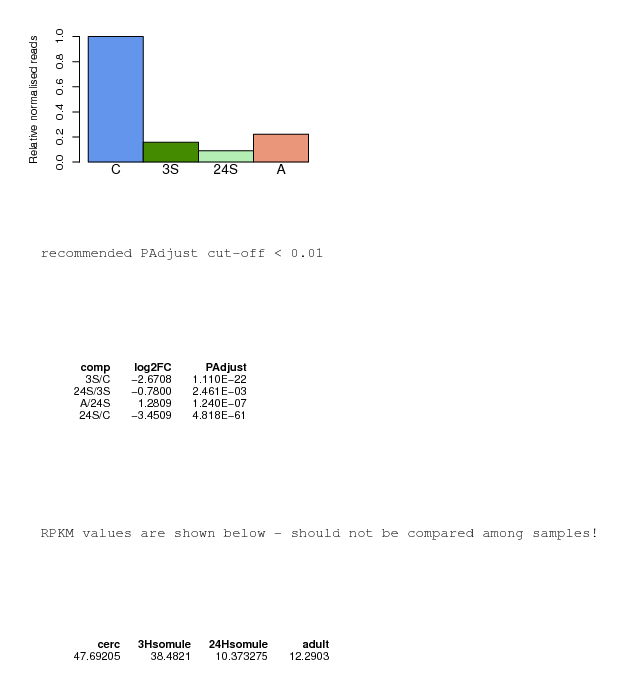 Relative normalised reads
1.0
0.8
0.6
0.4
0.2
0.0
C 3S 24S A
recommended PAdjust cut-off < 0.01
comp log2FC PAdjust
3S/C −2.6708 1.110E−22
24S/3S −0.7800 2.461E−03
A/24S 1.2809 1.240E−07
24S/C −3.4509 4.818E−61
RPKM values are shown below - should not be compared among samples!
cerc 3Hsomule 24Hsomule adult
47.69205 38.4821 10.373275 12.2903